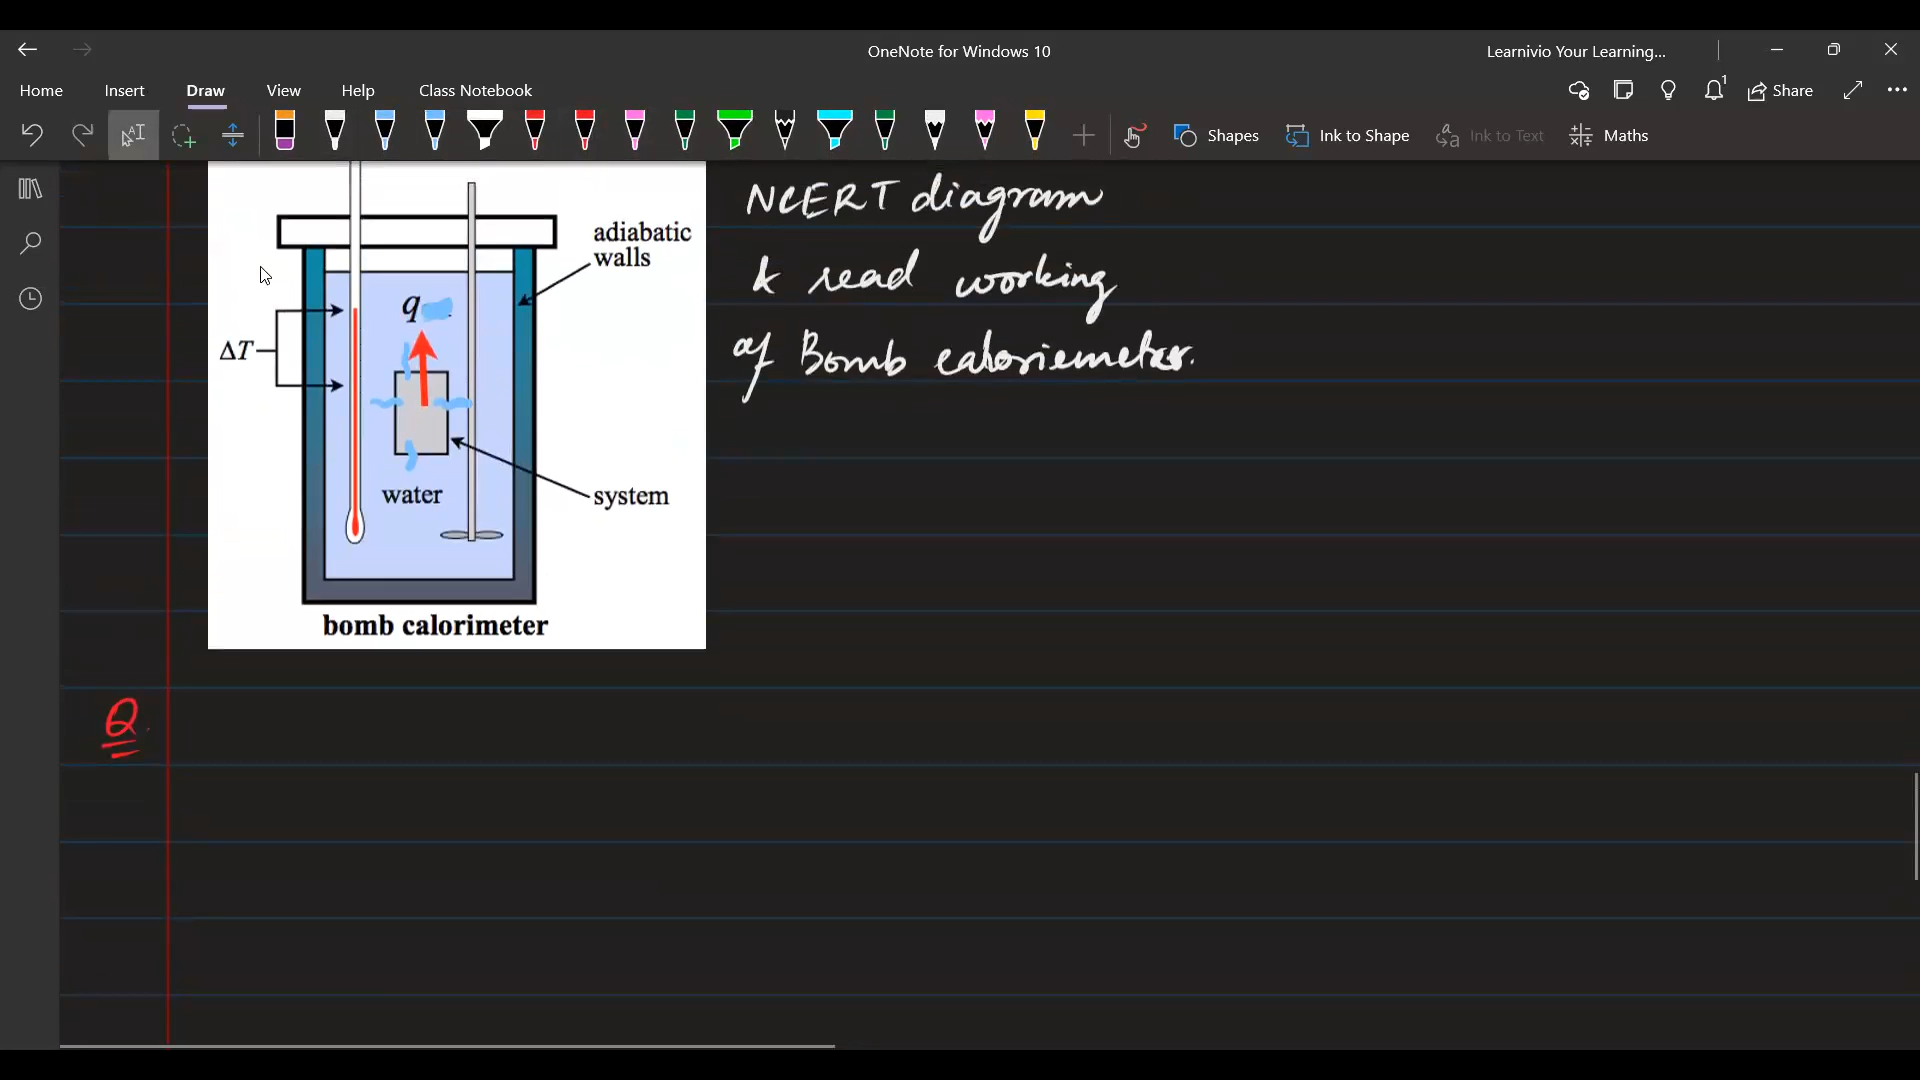 OneNote for Windows 10
Learnivio Your Learning...
Home Insert Draw View Help Class Notebook
1
Share
Shapes Ink to Shape Ink to Text Maths
NCERT diagram
& read working
of Bomb caloriemeter.
adiabatic
walls
q
ΔT
water
system
bomb calorimeter
Q.